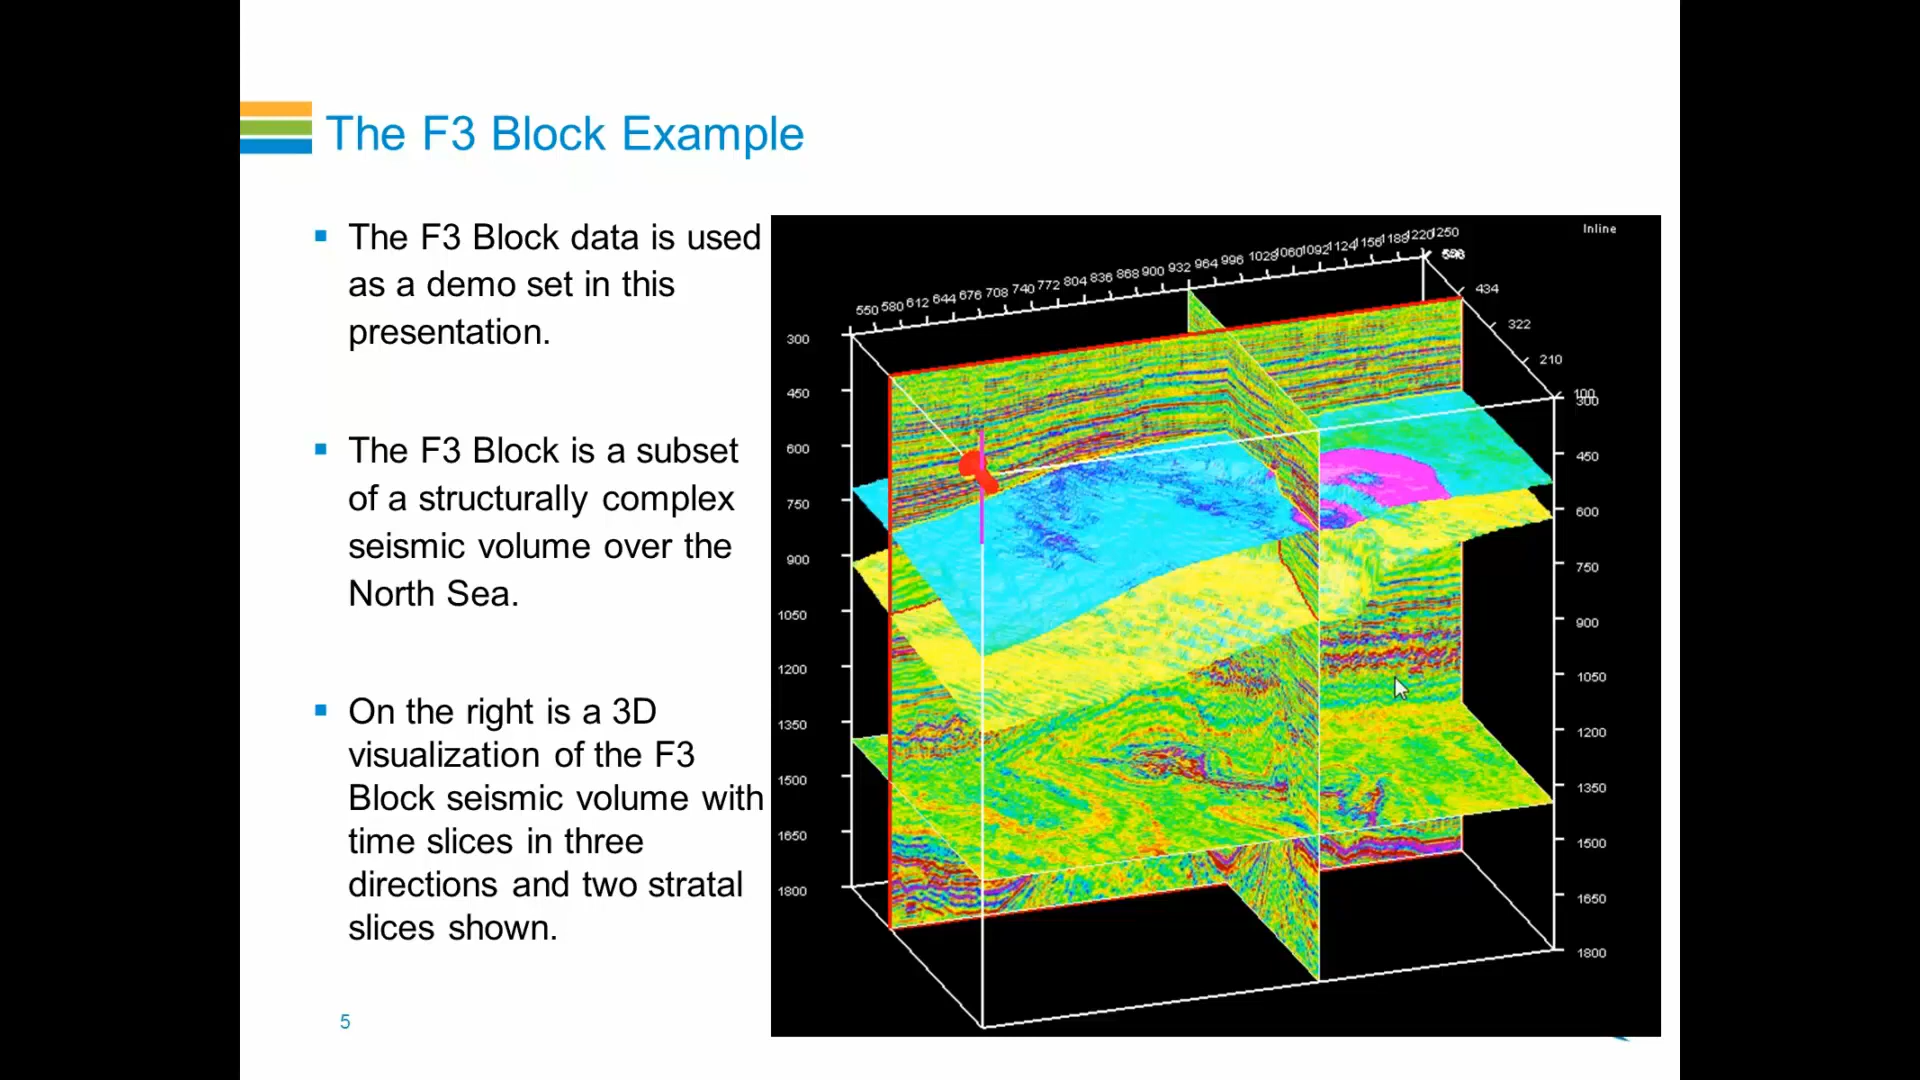 The F3 Block Example
The F3 Block data is used
as a demo set in this
presentation.
The F3 Block is a subset
of a structurally complex
seismic volume over the
North Sea.
On the right is a 3D
visualization of the F3
Block seismic volume with
time slices in three
directions and two stratal
slices shown.
5
Inline
550 580 612 644 676 708 740 772 804 836 868 900 932 964 996 1028 1060 1092 1124 1156 1188 1220 1250
434
322
210
100
300
450
600
750
900
1050
1200
1350
1500
1650
1800
300
450
600
750
900
1050
1200
1350
1500
1650
1800